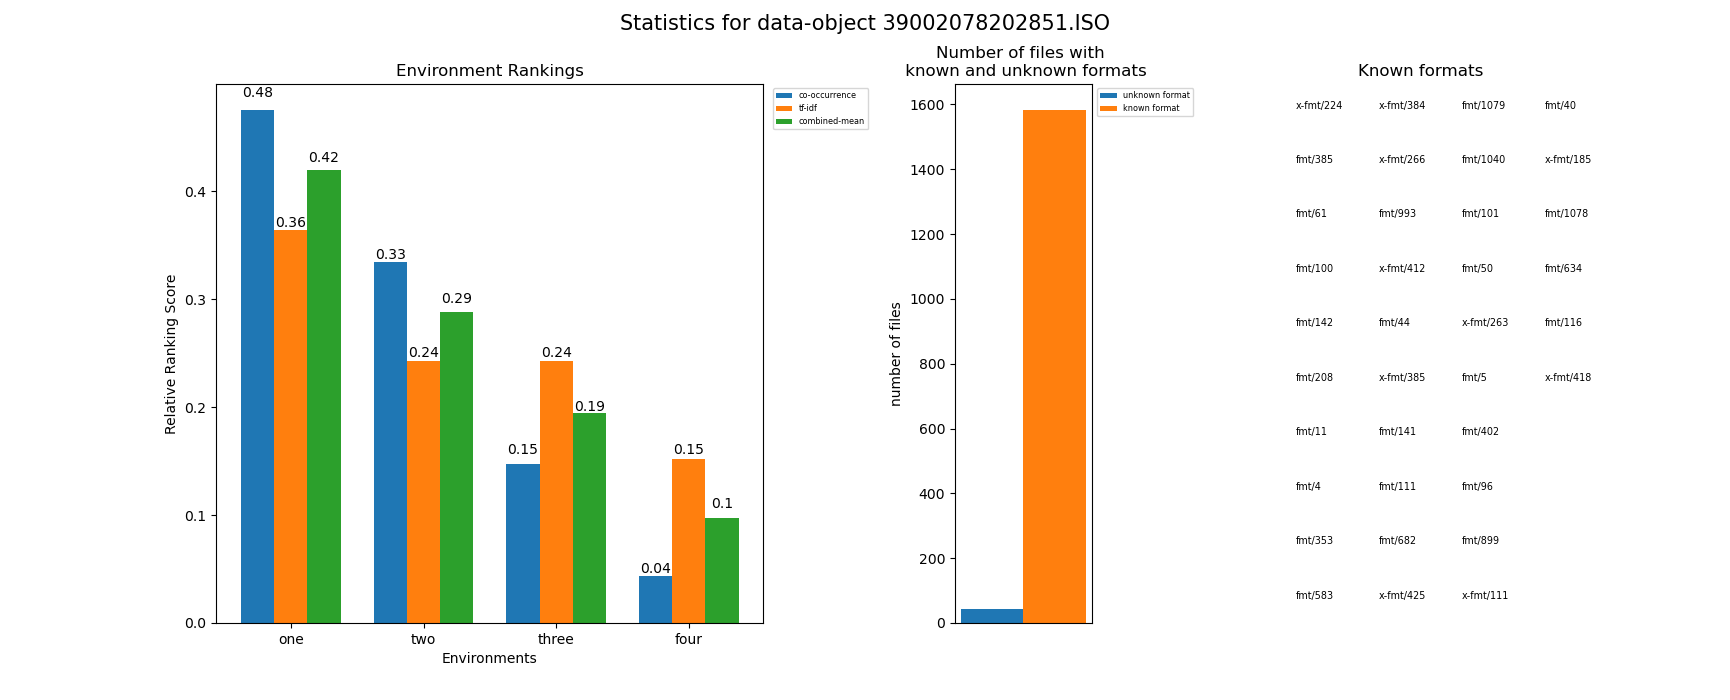 Statistics for data-object 39002078202851.ISO
Environment Rankings
0.48
0.42
0.36
0.33
0.29
0.24
0.24
0.19
0.15
0.15
0.1
0.04
0.4
0.3
0.2
0.1
0.0
Relative Ranking Score
one two three four
Environments
co-occurrence
tf-idf
combined-mean
Number of files with
known and unknown formats
1600
1400
1200
1000
800
600
400
200
0
number of files
unknown format
known format
Known formats
x-fmt/224 x-fmt/384 fmt/1079 fmt/40
fmt/385 x-fmt/266 fmt/1040 x-fmt/185
fmt/61 fmt/993 fmt/101 fmt/1078
fmt/100 x-fmt/412 fmt/50 fmt/634
fmt/142 fmt/44 x-fmt/263 fmt/116
fmt/208 x-fmt/385 fmt/5 x-fmt/418
fmt/11 fmt/141 fmt/402
fmt/4 fmt/111 fmt/96
fmt/353 fmt/682 fmt/899
fmt/583 x-fmt/425 x-fmt/111